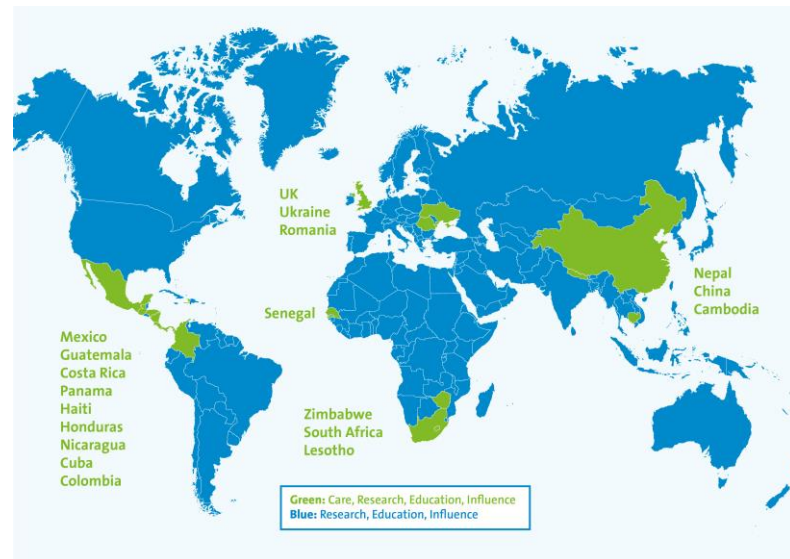 UK
Ukraine
Romania
Senegal
Nepal
China
Cambodia
Mexico
Guatemala
Costa Rica
Panama
Haiti
Honduras
Nicaragua
Cuba
Colombia
Zimbabwe
South Africa
Lesotho
Green: Care, Research, Education, Influence
Blue: Research, Education, Influence